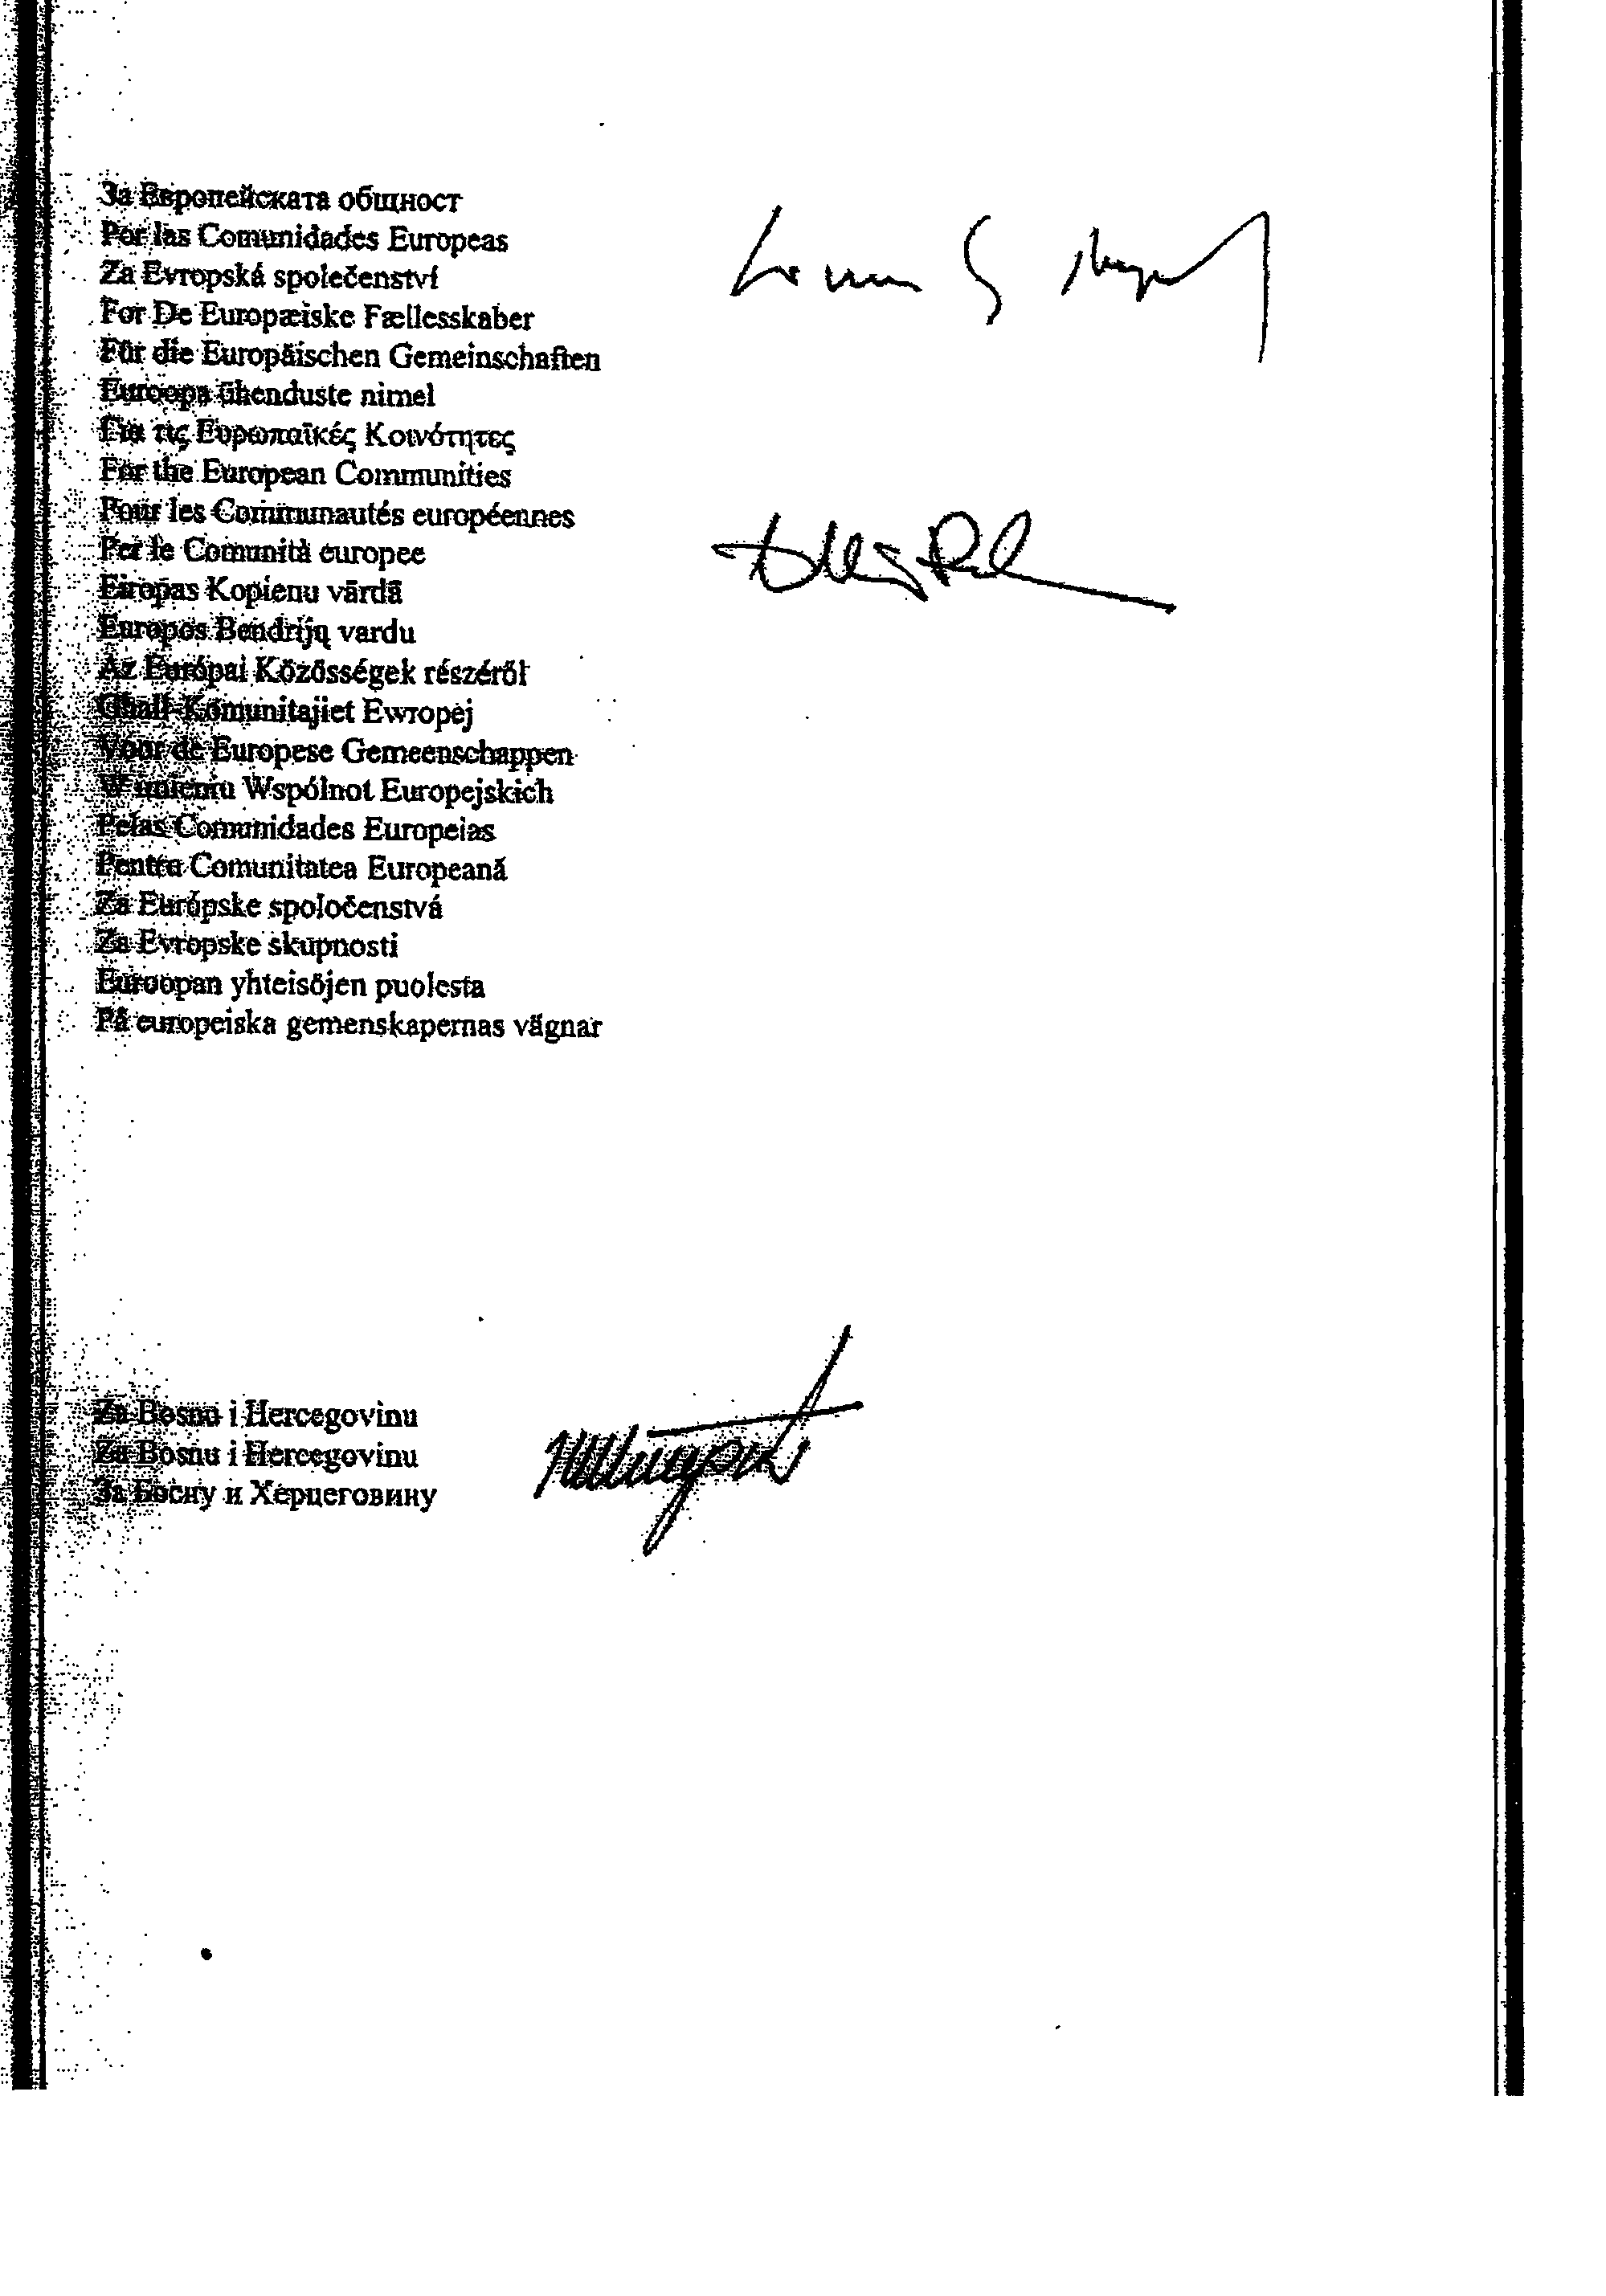 За Европейската общност
Por las Comunidades Europeas
Za Evropská společenství
For De Europæiske Fællesskaber
Für die Europäischen Gemeinschaften
Euroopa ühenduste nimel
Για τις Ευρωπαϊκές Κοινότητες
For the European Communities
Pour les Communautés européennes
Per le Comunità europee
Eiropas Kopienu vārdā
Europos Bendrijų vardu
Az Európai Közösségek részéről
Għall-Komunitajiet Ewropej
Voor de Europese Gemeenschappen
W imieniu Wspólnot Europejskich
Pelas Comunidades Europeias
Pentru Comunitatea Europeană
Za Európske spoločenstvá
Za Evropske skupnosti
Euroopan yhteisöjen puolesta
På europeiska gemenskapernas vägnar
Za Bosnu i Hercegovinu
Za Bosnu i Hercegovinu
За Босну и Херцеговину